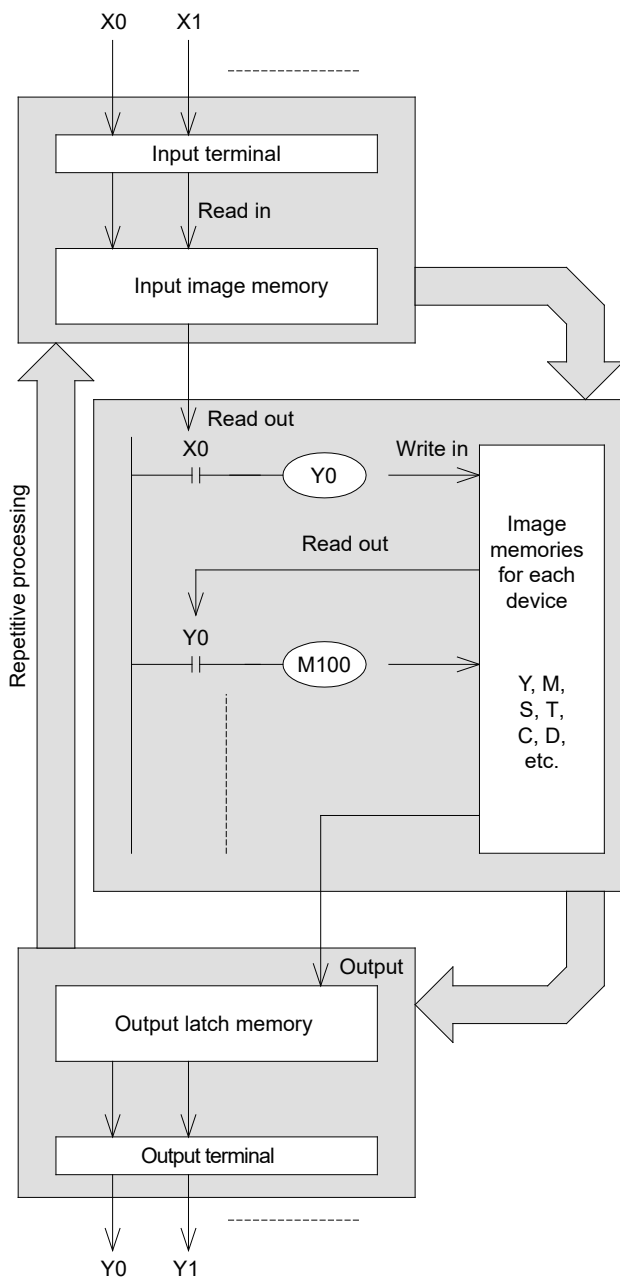 X0 X1
Input terminal
Read in
Input image memory
Read out
X0
Y0
Write in
Image
memories
for each
device
Read out
Y0
M100
Y, M,
S, T,
C, D,
etc.
Repetitive processing
Output
Output latch memory
Output terminal
Y0 Y1